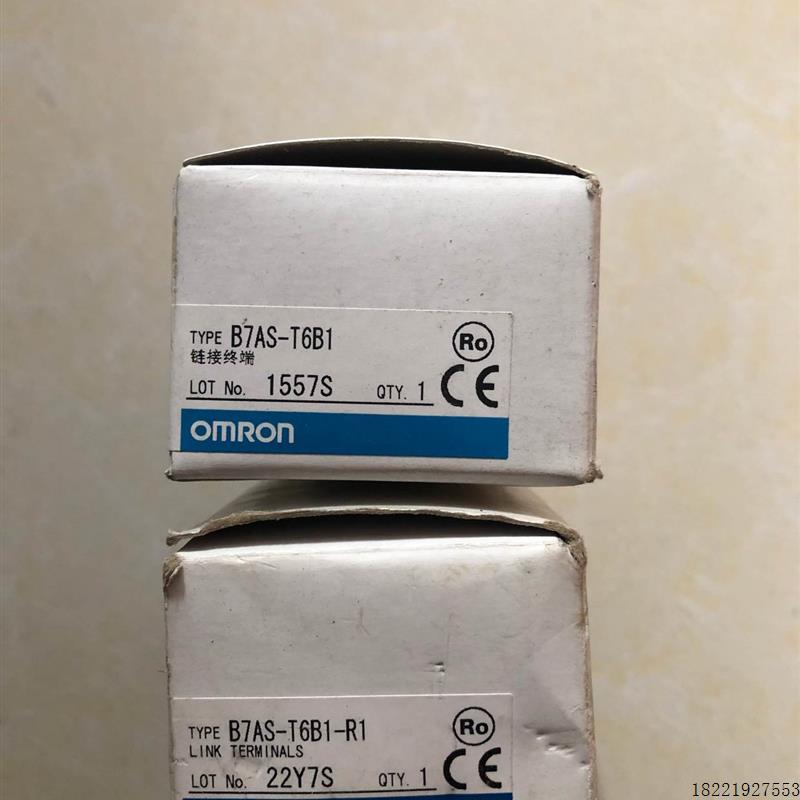 TYPE B7AS-T6B1
链接终端
LOT No. 1557S QTY. 1
Ro
CE
OMRON
TYPE B7AS-T6B1-R1
LINK TERMINALS
LOT No. 22Y7S QTY. 1
Ro
CE
18221927553